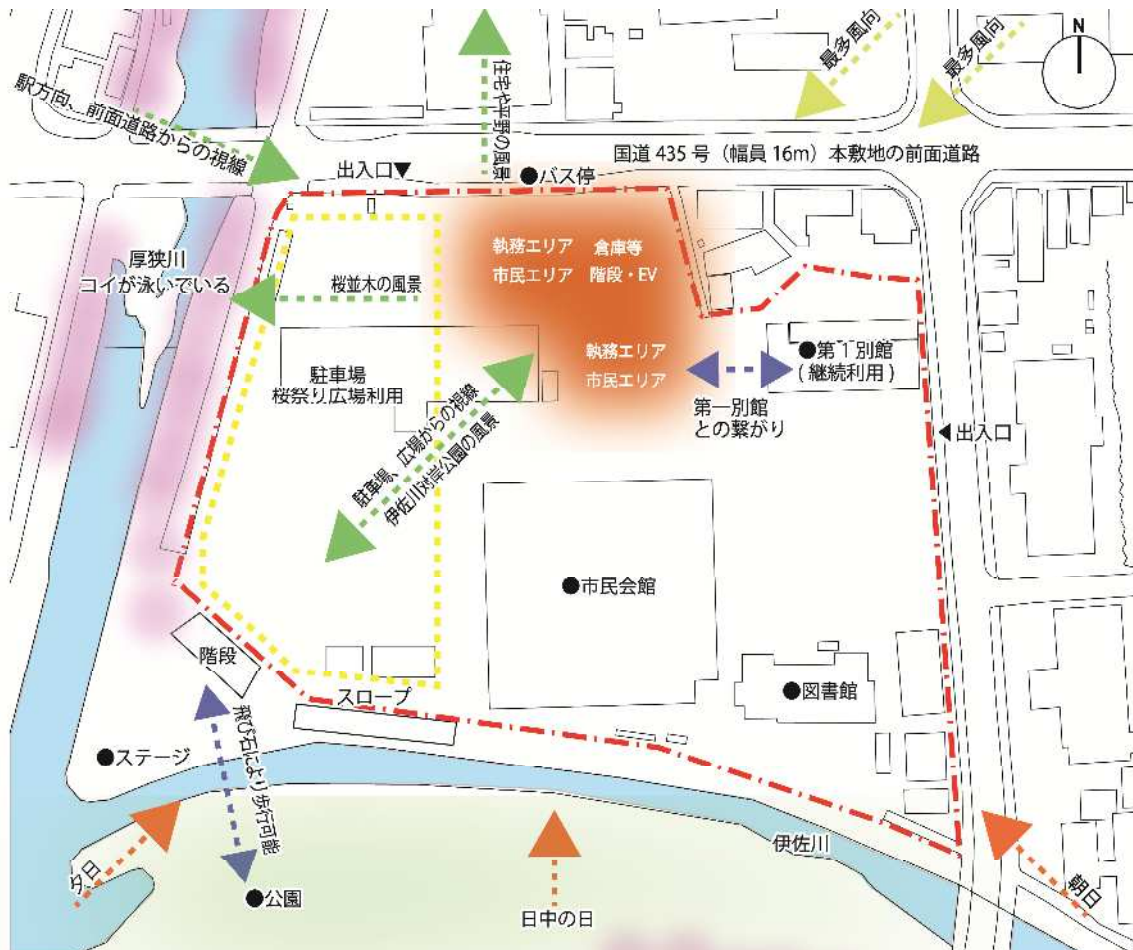 最多風向
最多風向
N
駅方向、前面道路からの視線
住宅や平野の風景
国道 435 号（幅員 16m）本敷地の前面道路
出入口▼
●バス停
執務エリア 倉庫等
市民エリア 階段・EV
厚狭川
コイが泳いでいる
桜並木の風景
執務エリア
市民エリア
●第１別館
(継続利用)
駐車場
桜祭り広場利用
第一別館
との繋がり
◀出入口
駐車場、広場からの視線
伊佐川対岸公園の風景
●市民会館
階段
●図書館
スロープ
●ステージ
飛び石により歩行可能
伊佐川
夕日
●公園
日中の日
朝日